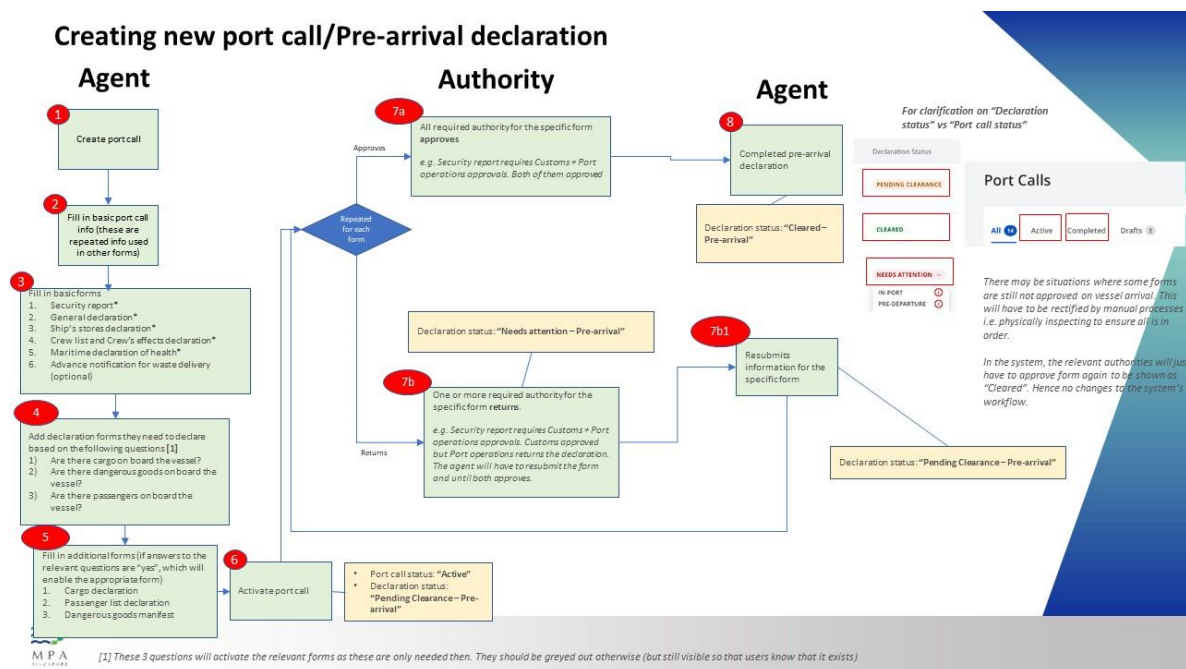 Creating new port call/Pre-arrival declaration
Agent
Authority
Agent
1
Create port call
2
Fill in basic port call
info (these are
repeated info used
in other forms)
3
Fill in basic forms
1. Security report*
2. General declaration*
3. Ship's stores declaration*
4. Crew list and Crew's effects declaration*
5. Maritime declaration of health*
6. Advance notification for waste delivery
(optional)
4
Add declaration forms they need to declare
based on the following questions [1]
1) Are there cargo on board the vessel?
2) Are there dangerous goods on board the
vessel?
3) Are there passengers on board the
vessel?
5
Fill in additional forms (if answers to the
relevant questions are "yes", which will
enable the appropriate form)
1. Cargo declaration
2. Passenger list declaration
3. Dangerous goods manifest
6
Activate port call
• Port call status: "Active"
• Declaration status:
"Pending Clearance – Pre-
arrival"
Repeated
for each
form
Approves
Returns
7a
All required authority for the specific form
approves
e.g. Security report requires Customs + Port
operations approvals. Both of them approved
Declaration status: "Needs attention – Pre-arrival"
7b
One or more required authority for the
specific form returns.
e.g. Security report requires Customs + Port
operations approvals. Customs approved
but Port operations returns the declaration.
The agent will have to resubmit the form
and until both approves.
8
Completed pre-arrival
declaration
Declaration status: "Cleared –
Pre-arrival"
7b1
Resubmits
information for the
specific form
Declaration status: "Pending Clearance – Pre-arrival"
For clarification on "Declaration
status" vs "Port call status"
Declaration Status
PENDING CLEARANCE
CLEARED
NEEDS ATTENTION
IN-PORT
PRE-DEPARTURE
Port Calls
All 14 Active Completed Drafts 2
There may be situations where some forms
are still not approved on vessel arrival. This
will have to be rectified by manual processes
i.e. physically inspecting to ensure all is in
order.
In the system, the relevant authorities will just
have to approve form again to be shown as
"Cleared". Hence no changes to the system's
workflow.
MPA
SINGAPORE
[1] These 3 questions will activate the relevant forms as these are only needed then. They should be greyed out otherwise (but still visible so that users know that it exists)